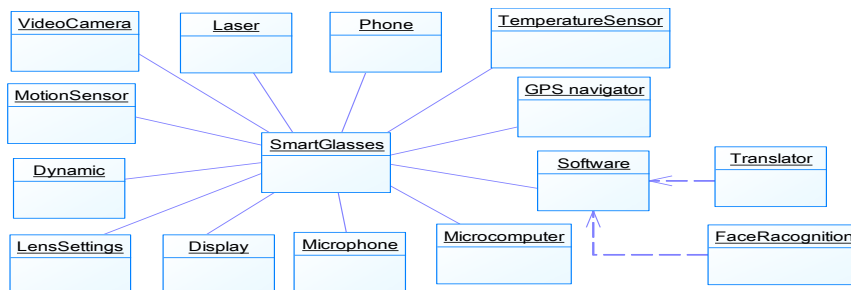 VideoCamera
Laser
Phone
TemperatureSensor
MotionSensor
GPS navigator
SmartGlasses
Dynamic
Software
Translator
LensSettings
Display
Microphone
Microcomputer
FaceRacognition